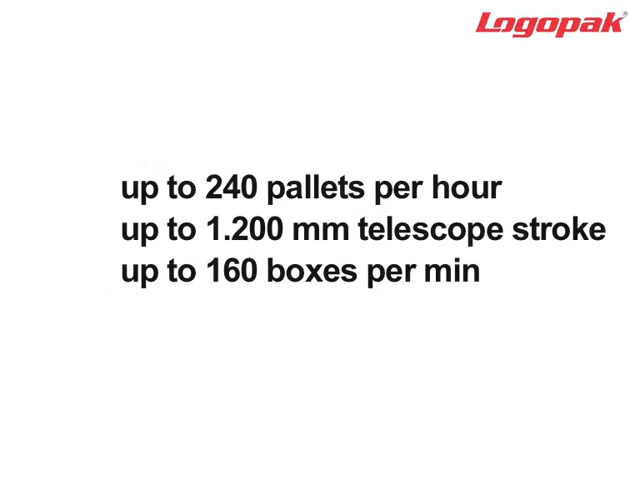 Logopak
up to 240 pallets per hour
up to 1.200 mm telescope stroke
up to 160 boxes per min